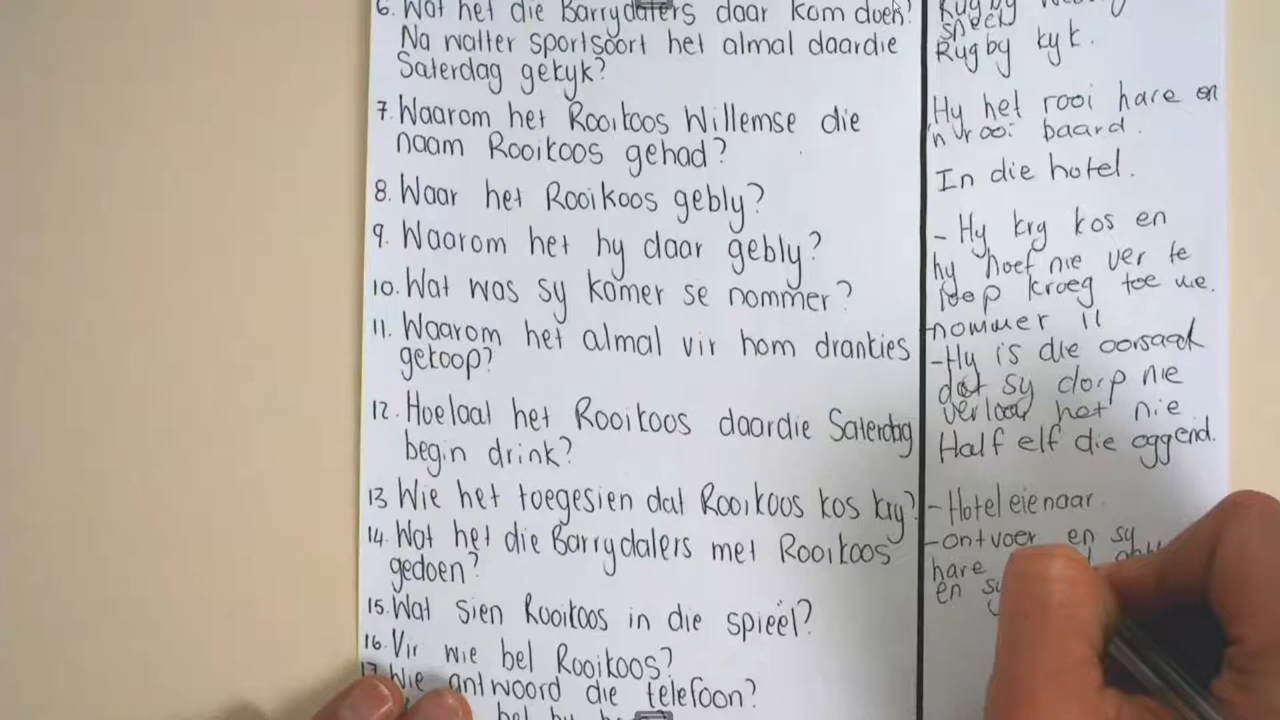 6. Wat het die Barrydalers daar kom doen?
Na watter sportsoort het almal daardie
Saterdag gekyk?
7. Waarom het Rooikoos Willemse die
naam Rooikoos gehad?
8. Waar het Rooikoos gebly?
9. Waarom het hy daar gebly?
10. Wat was sy kamer se nommer?
11. Waarom het almal vir hom drankies
gekoop?
12. Hoelaat het Rooikoos daardie Saterdag
begin drink?
13 Wie het toegesien dat Rooikoos kos kry?
14. Wat het die Barrydalers met Rooikoos
gedoen?
15. Wat sien Rooikoos in die spieël?
16. Vir wie bel Rooikoos?
17. Wie antwoord die telefoon?
bel hy
Rugby
speel
Rugby kyk.
Hy het rooi hare en
'n rooi baard.
In die hotel.
- Hy kry kos en
hy hoef nie ver te
loop kroeg toe nie.
nommer 11
- Hy is die oorsaak
dat sy dorp nie
verloor het nie.
Half elf die oggend.
- Hotel eienaar.
- ontvoer en sy
hare
en sy